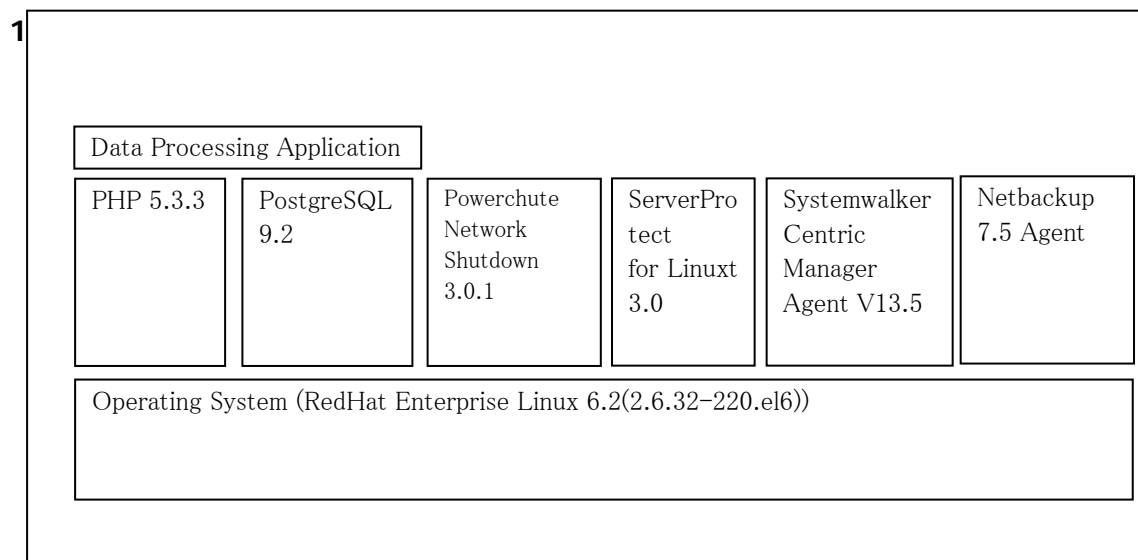 1
Data Processing Application
PHP 5.3.3
PostgreSQL
9.2
Powerchute
Network
Shutdown
3.0.1
ServerPro
tect
for Linuxt
3.0
Systemwalker
Centric
Manager
Agent V13.5
Netbackup
7.5 Agent
Operating System (RedHat Enterprise Linux 6.2(2.6.32-220.el6))